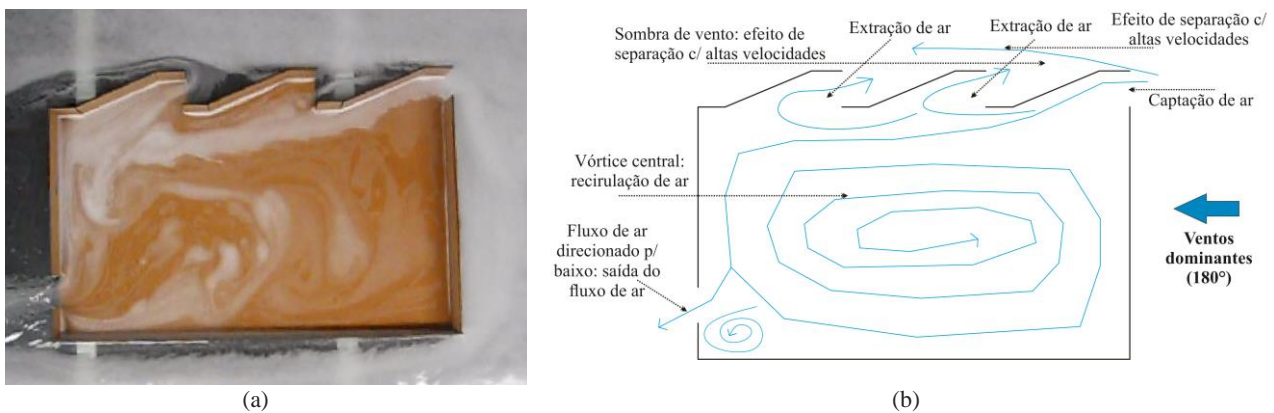 Sombra de vento: efeito de
separação c/ altas velocidades
Extração de ar
Extração de ar
Efeito de separação c/
altas velocidades
Captação de ar
Vórtice central:
recirulação de ar
Fluxo de ar
direcionado p/
baixo: saída do
fluxo de ar
Ventos
dominantes
(180°)
(a)
(b)